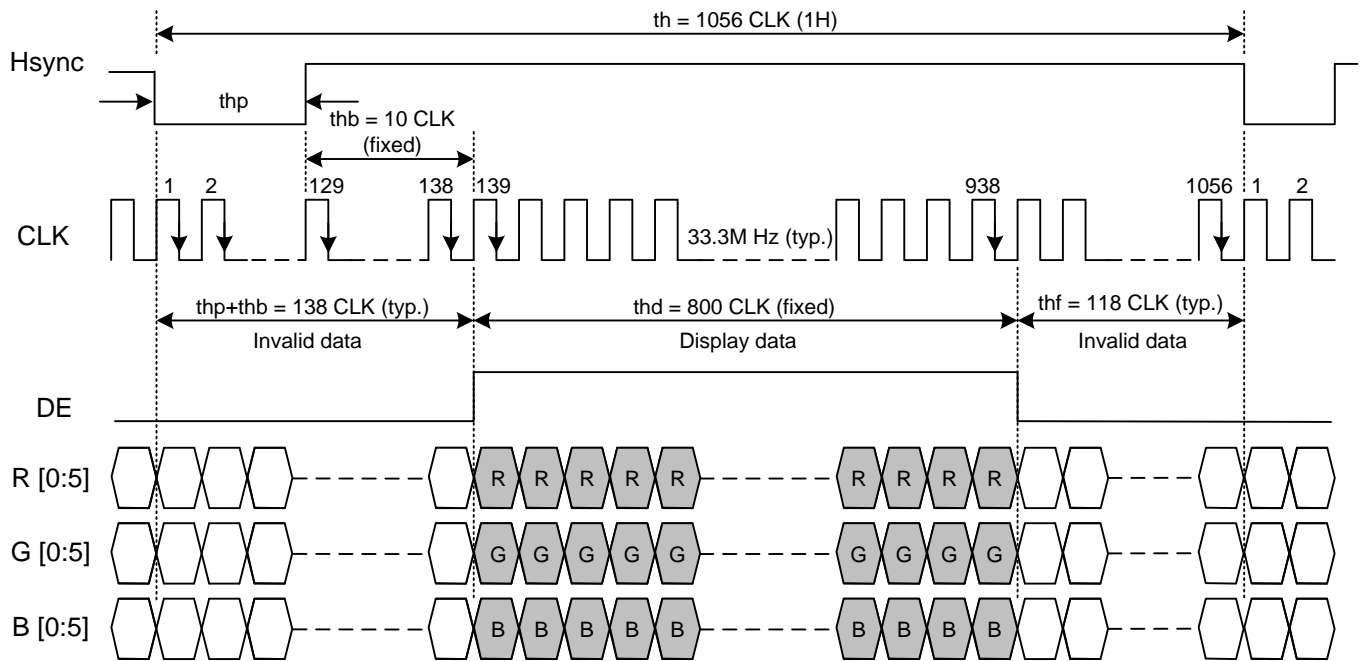 th = 1056 CLK (1H)
Hsync
thp
thb = 10 CLK
(fixed)
1 2 129 138 139 938 1056 1 2
CLK
33.3M Hz (typ.)
thp+thb = 138 CLK (typ.) thd = 800 CLK (fixed) thf = 118 CLK (typ.)
Invalid data Display data Invalid data
DE
R [0:5] R R R R R R R R R
G [0:5] G G G G G G G G G
B [0:5] B B B B B B B B B